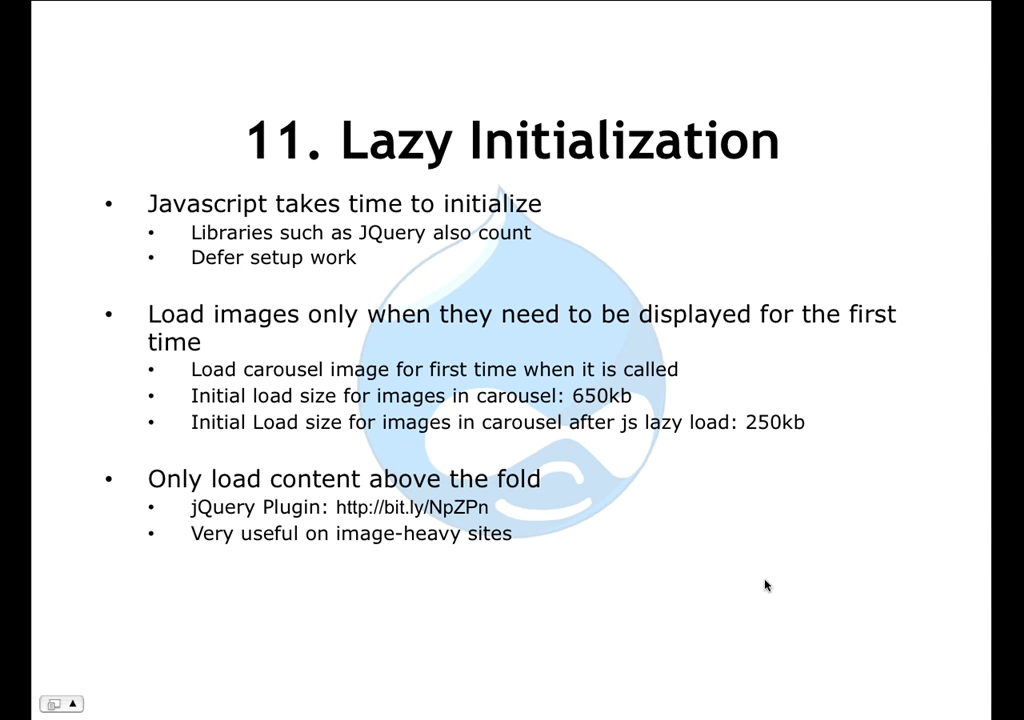 11. Lazy Initialization
• Javascript takes time to initialize
• Libraries such as JQuery also count
• Defer setup work
• Load images only when they need to be displayed for the first
time
• Load carousel image for first time when it is called
• Initial load size for images in carousel: 650kb
• Initial Load size for images in carousel after js lazy load: 250kb
• Only load content above the fold
• jQuery Plugin: http://bit.ly/NpZPn
• Very useful on image-heavy sites